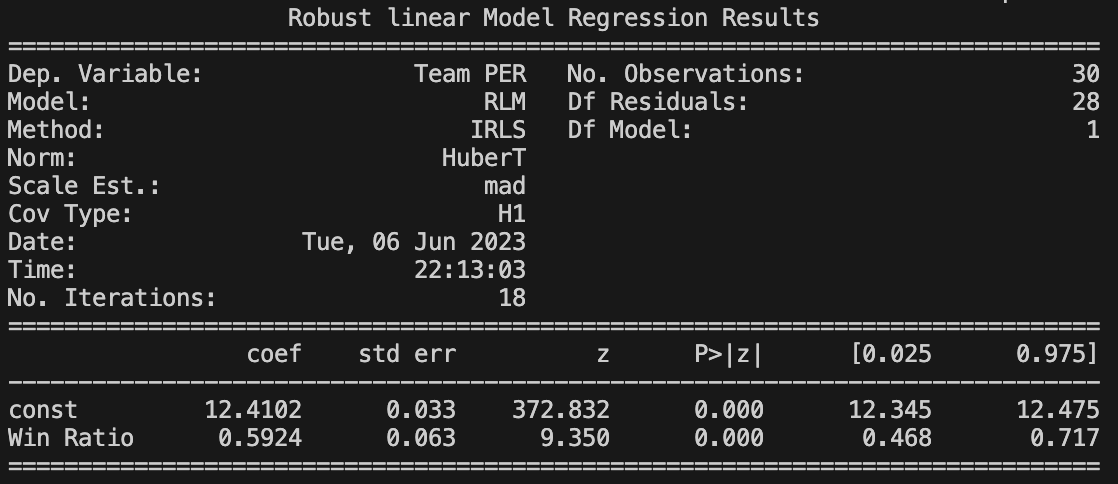 Robust linear Model Regression Results
==============================================================================
Dep. Variable:               Team PER   No. Observations:                   30
Model:                            RLM   Df Residuals:                       28
Method:                          IRLS   Df Model:                            1
Norm:                          HuberT
Scale Est.:                       mad
Cov Type:                          H1
Date:                Tue, 06 Jun 2023
Time:                        22:13:03
No. Iterations:                    18
==============================================================================
                 coef    std err          z      P>|z|      [0.025      0.975]
------------------------------------------------------------------------------
const         12.4102      0.033    372.832      0.000      12.345      12.475
Win Ratio      0.5924      0.063      9.350      0.000       0.468       0.717
==============================================================================